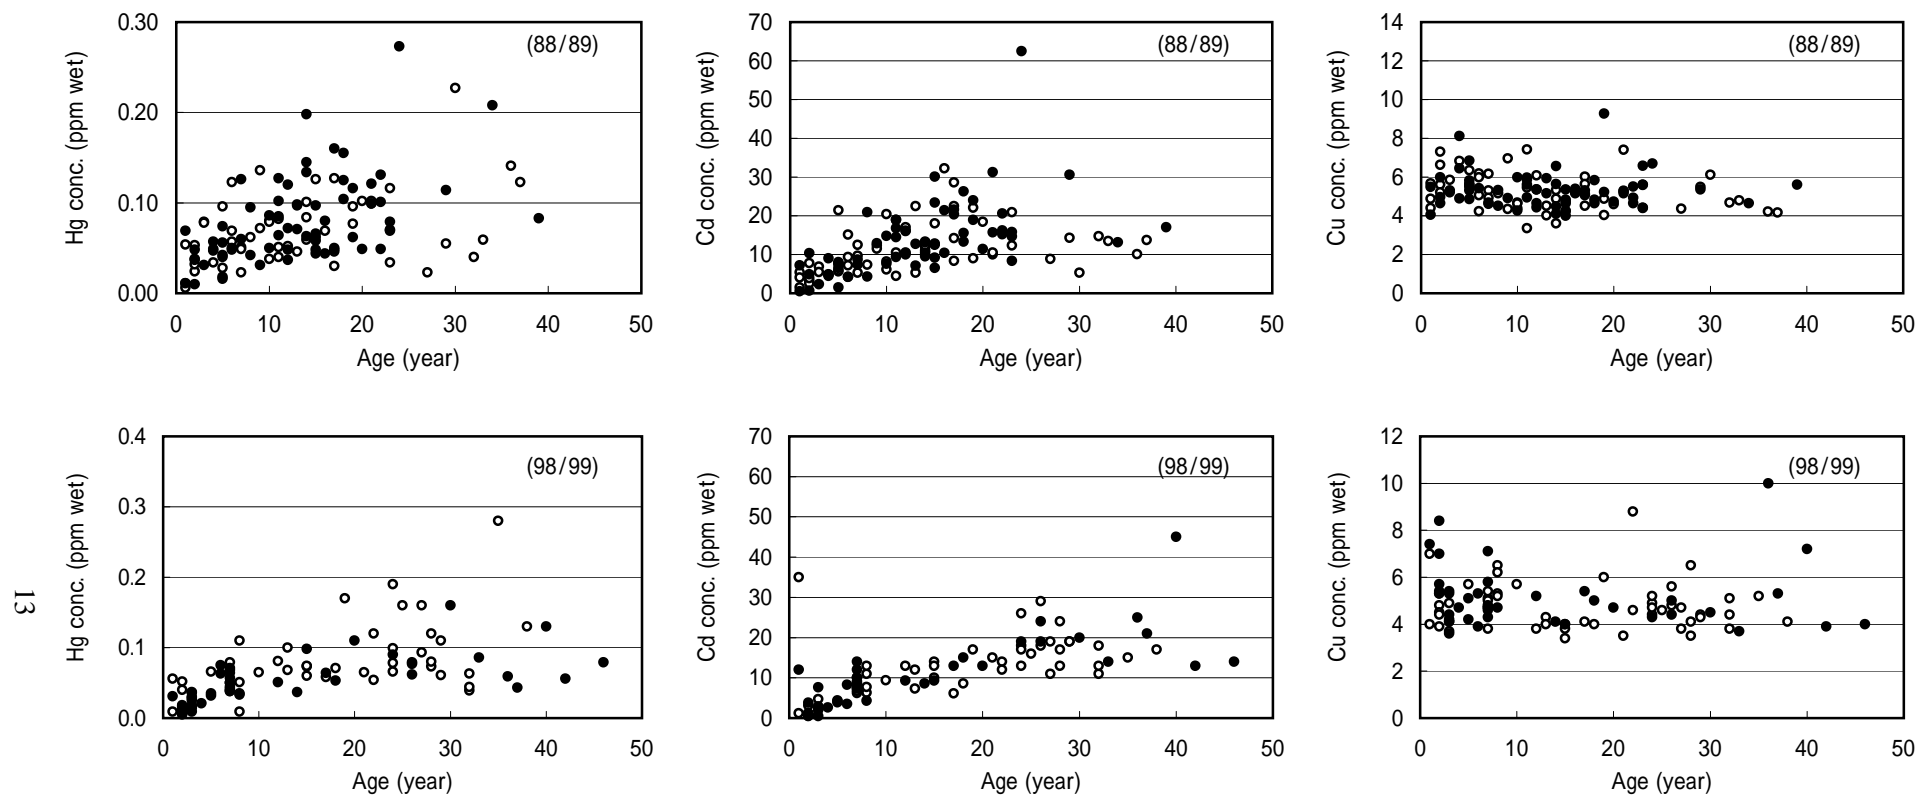 0.30
0.20
0.10
0.00
Hg conc. (ppm wet)
(88/89)
0 10 20 30 40 50
Age (year)
70
60
50
40
30
20
10
0
Cd conc. (ppm wet)
(88/89)
0 10 20 30 40 50
Age (year)
14
12
10
8
6
4
2
0
Cu conc. (ppm wet)
(88/89)
0 10 20 30 40 50
Age (year)
0.4
0.3
0.2
0.1
0.0
Hg conc. (ppm wet)
(98/99)
0 10 20 30 40 50
Age (year)
70
60
50
40
30
20
10
0
Cd conc. (ppm wet)
(98/99)
0 10 20 30 40 50
Age (year)
12
10
8
6
4
2
0
Cu conc. (ppm wet)
(98/99)
0 10 20 30 40 50
Age (year)
13